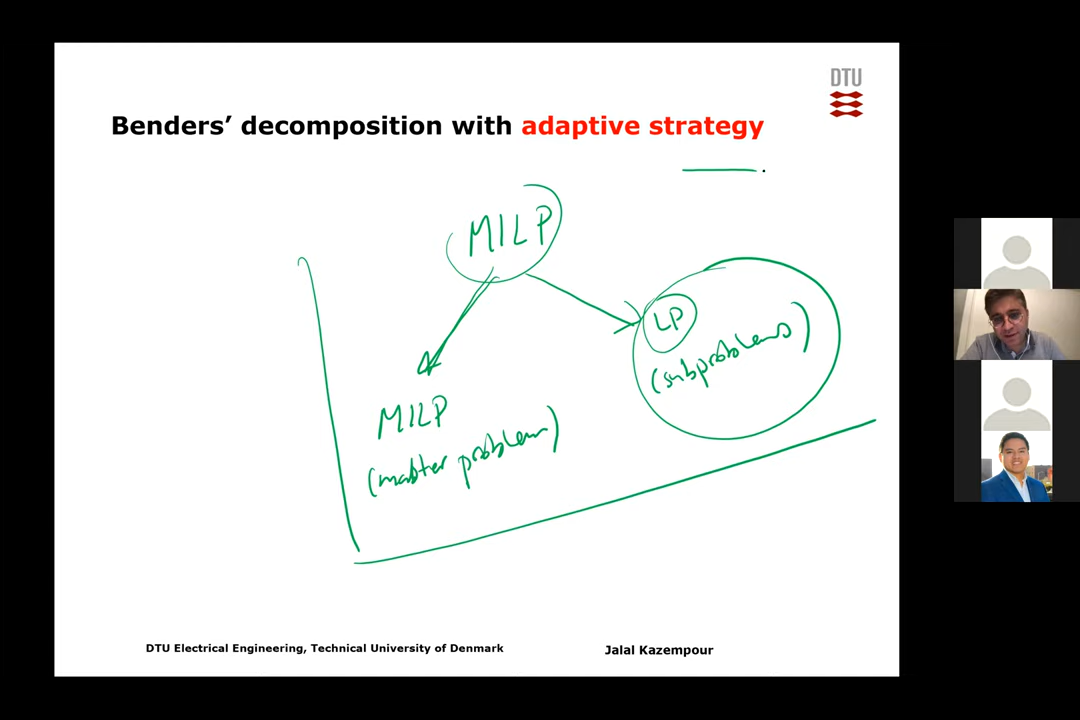 DTU
Benders’ decomposition with adaptive strategy
MILP
LP
(subproblems)
MILP
(master problem)
DTU Electrical Engineering, Technical University of Denmark
Jalal Kazempour